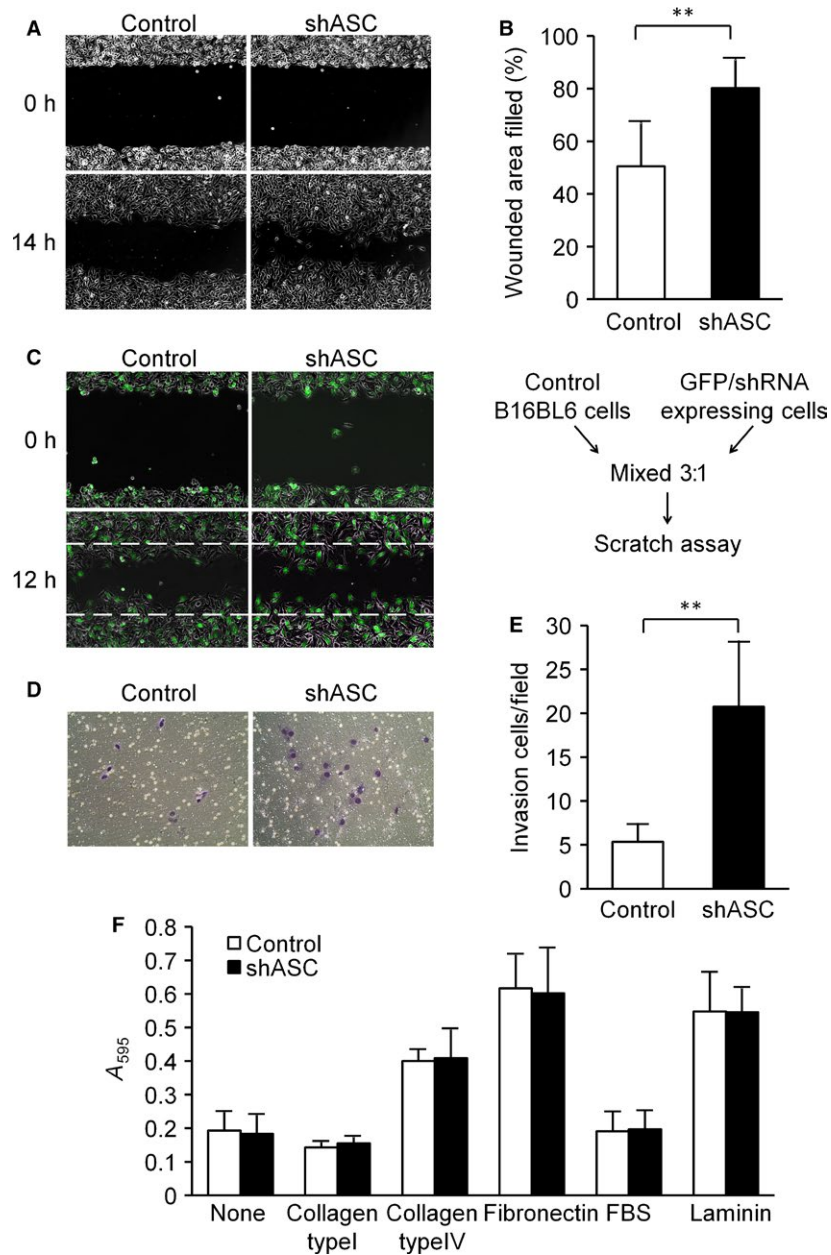 A
Control
shASC
0 h
14 h
B
**
Wounded area filled (%)
100
80
60
40
20
0
Control
shASC
C
Control
shASC
0 h
12 h
Control
B16BL6 cells
GFP/shRNA
expressing cells
Mixed 3:1
Scratch assay
D
Control
shASC
E
**
Invasion cells/field
30
25
20
15
10
5
0
Control
shASC
F
Control
shASC
A595
0.8
0.7
0.6
0.5
0.4
0.3
0.2
0.1
0
None
Collagen
typeI
Collagen
typeIV
Fibronectin
FBS
Laminin